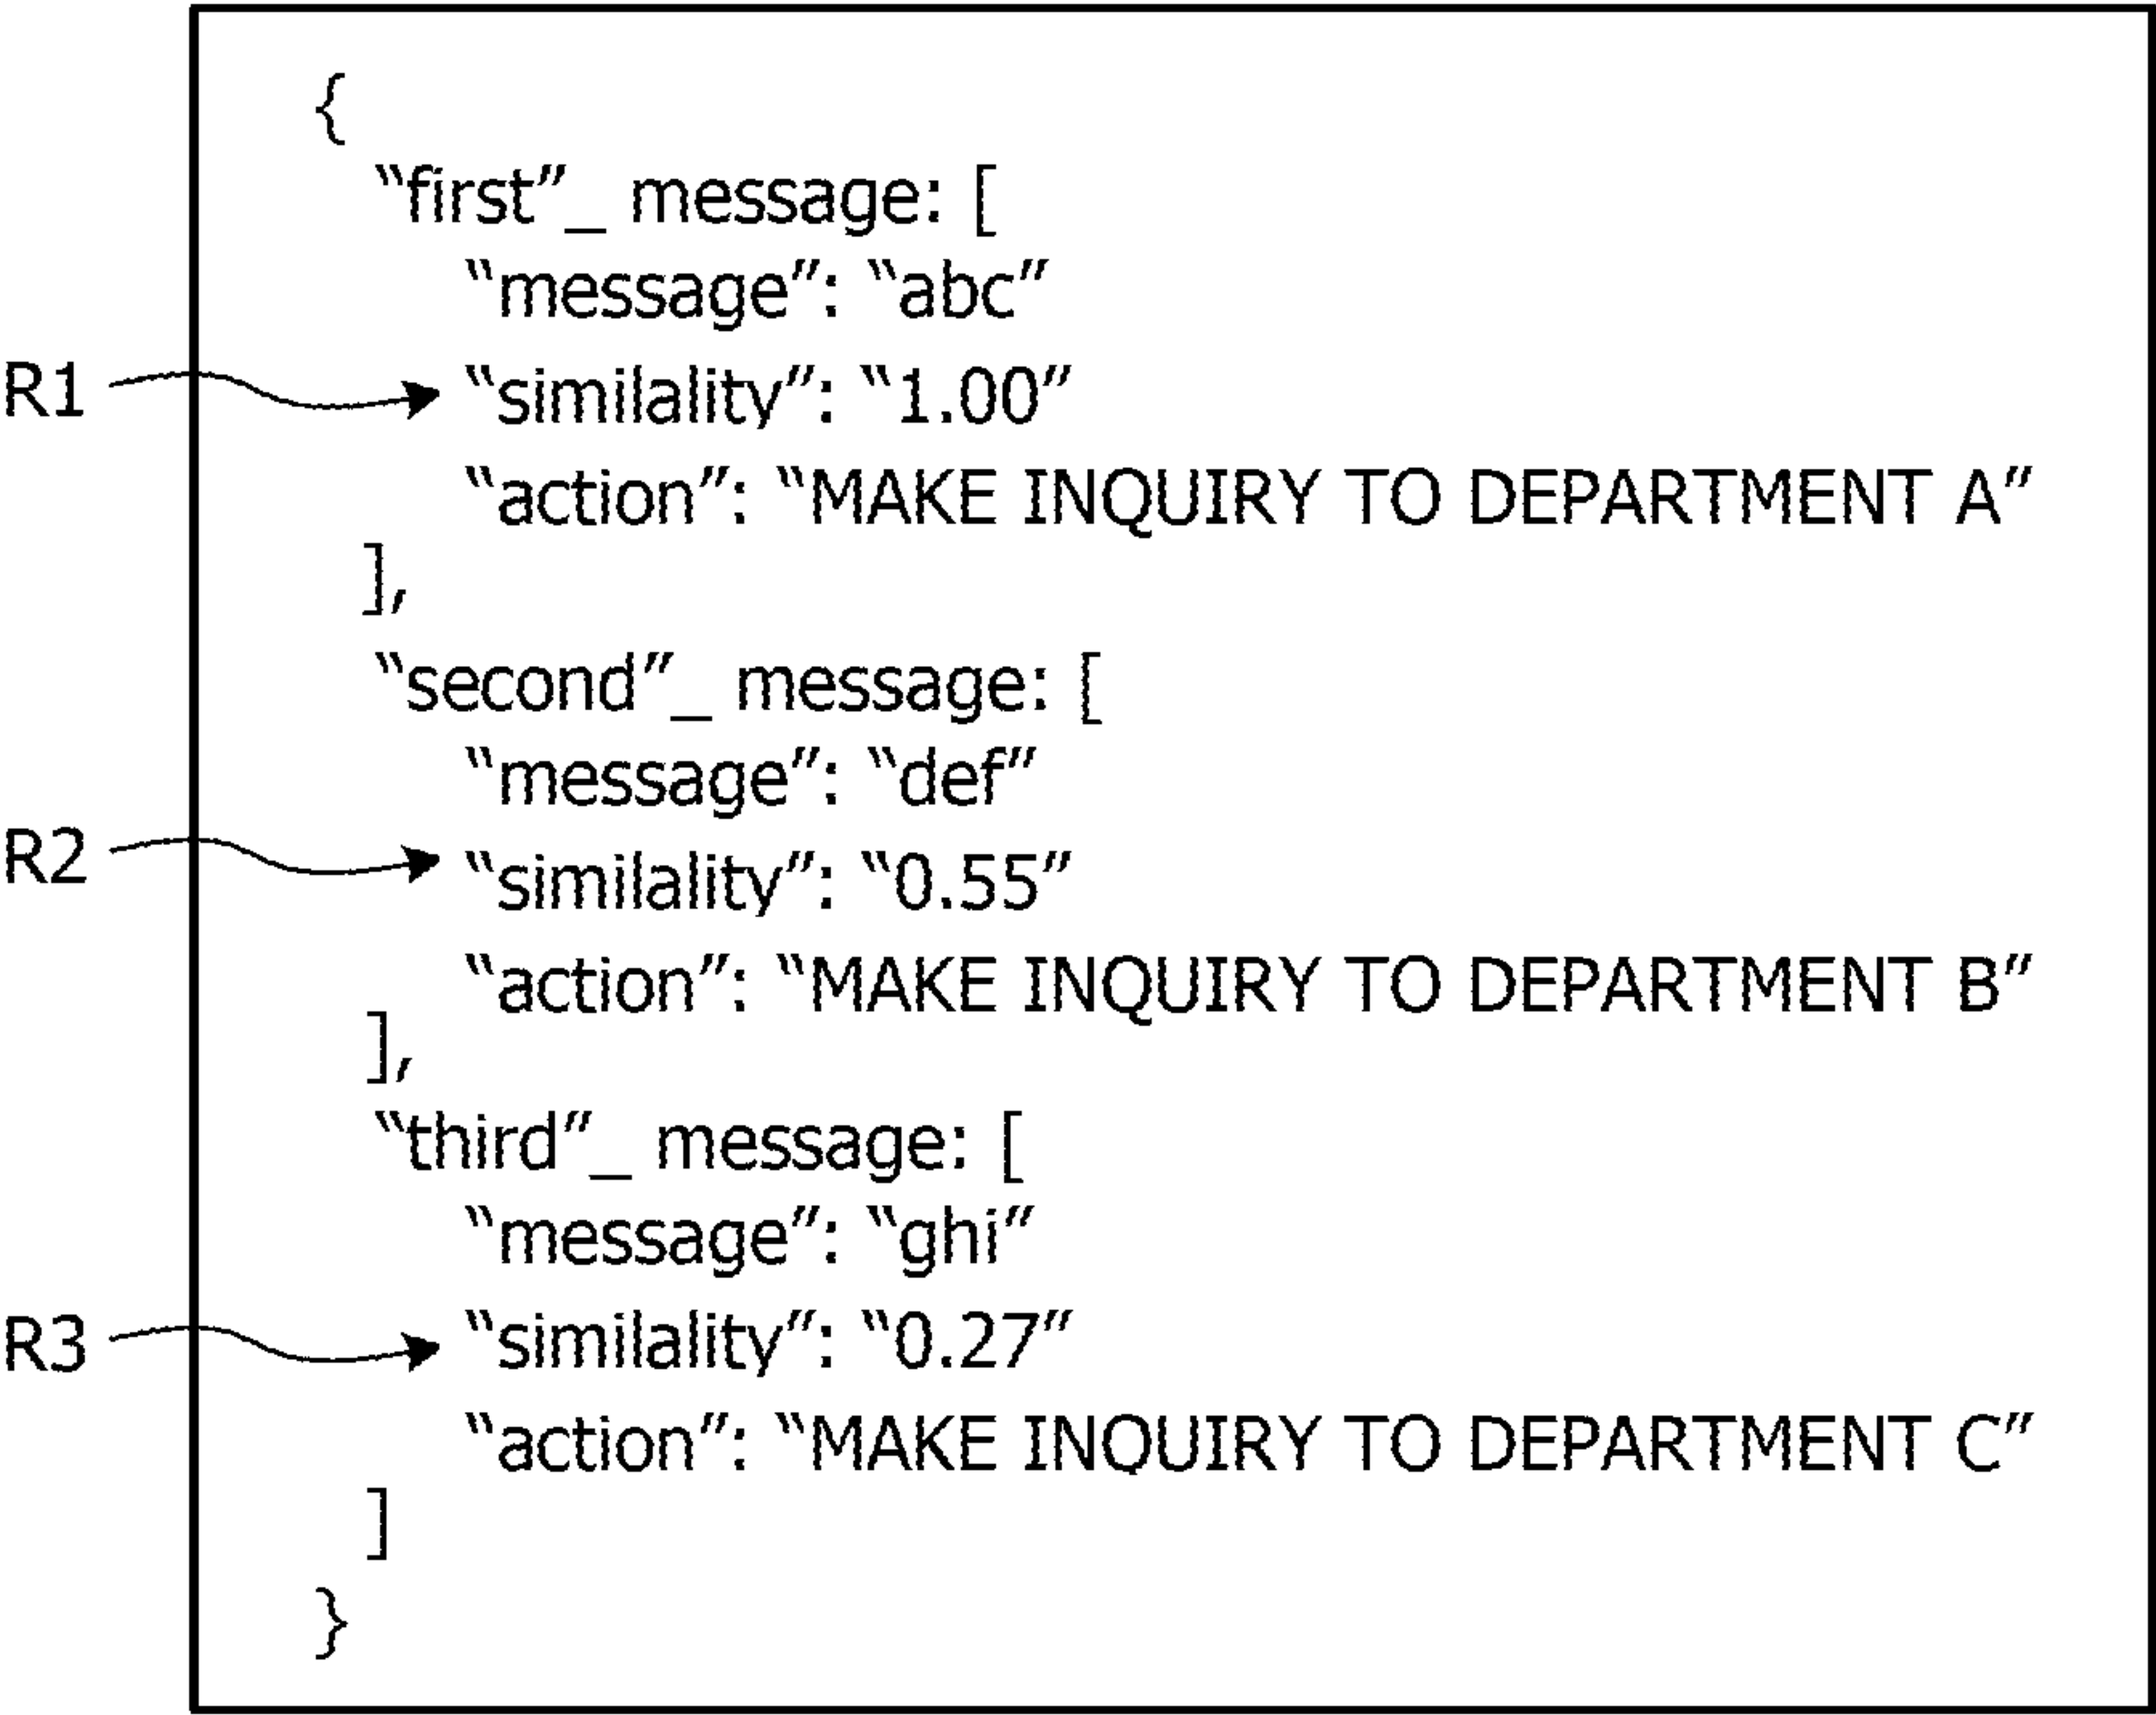 {
“first”_ message: [
“message”: “abc”
R1 “similality”: “1.00”
“action”: “MAKE INQUIRY TO DEPARTMENT A”
],
“second”_ message: [
“message”: “def”
R2 “similality”: “0.55”
“action”: “MAKE INQUIRY TO DEPARTMENT B”
],
“third”_ message: [
“message”: “ghi”
R3 “similality”: “0.27”
“action”: “MAKE INQUIRY TO DEPARTMENT C”
]
}